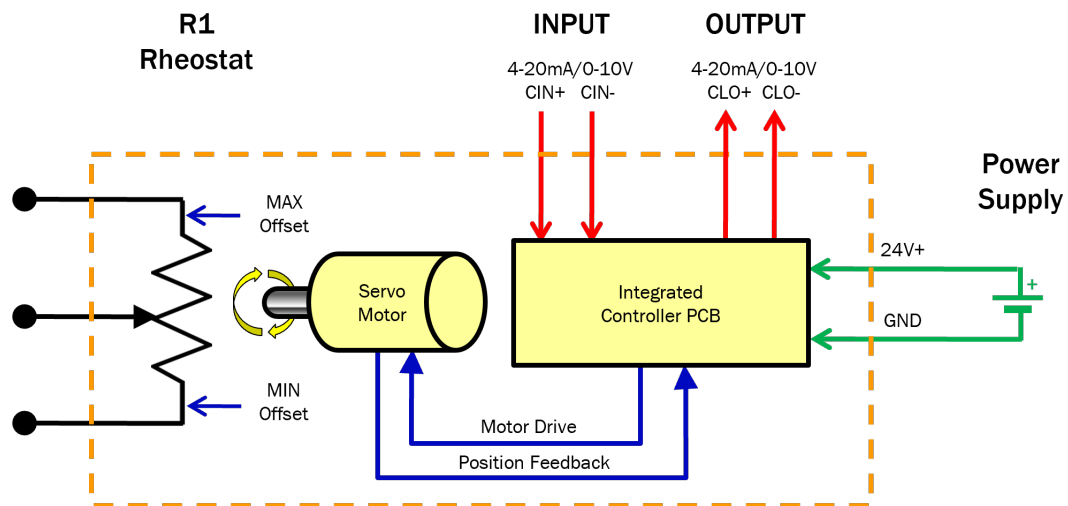 R1
Rheostat
INPUT
4-20mA/0-10V
CIN+ CIN-
OUTPUT
4-20mA/0-10V
CLO+ CLO-
Power
Supply
MAX
Offset
MIN
Offset
Servo
Motor
Integrated
Controller PCB
24V+
+
GND
Motor Drive
Position Feedback